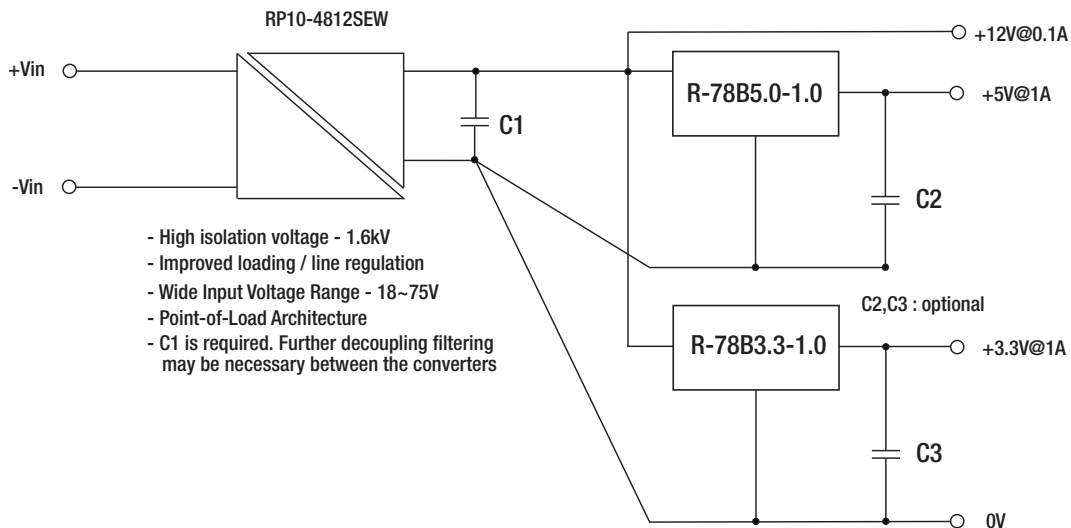 RP10-4812SEW
+Vin
-Vin
C1
R-78B5.0-1.0
+12V@0.1A
+5V@1A
C2
- High isolation voltage - 1.6kV
- Improved loading / line regulation
- Wide Input Voltage Range - 18~75V
- Point-of-Load Architecture
- C1 is required. Further decoupling filtering
may be necessary between the converters
C2,C3 : optional
R-78B3.3-1.0
+3.3V@1A
C3
0V